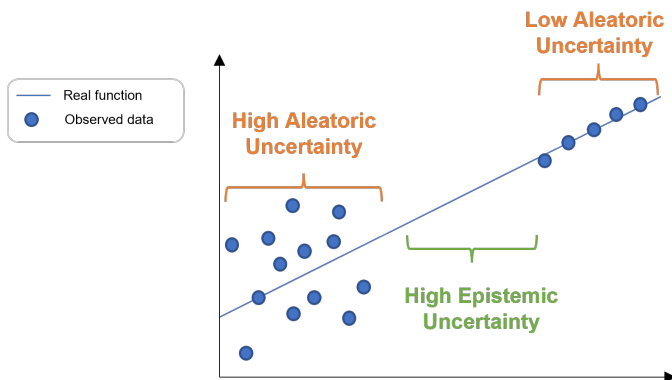 Low Aleatoric
Uncertainty
Real function
Observed data
High Aleatoric
Uncertainty
High Epistemic
Uncertainty